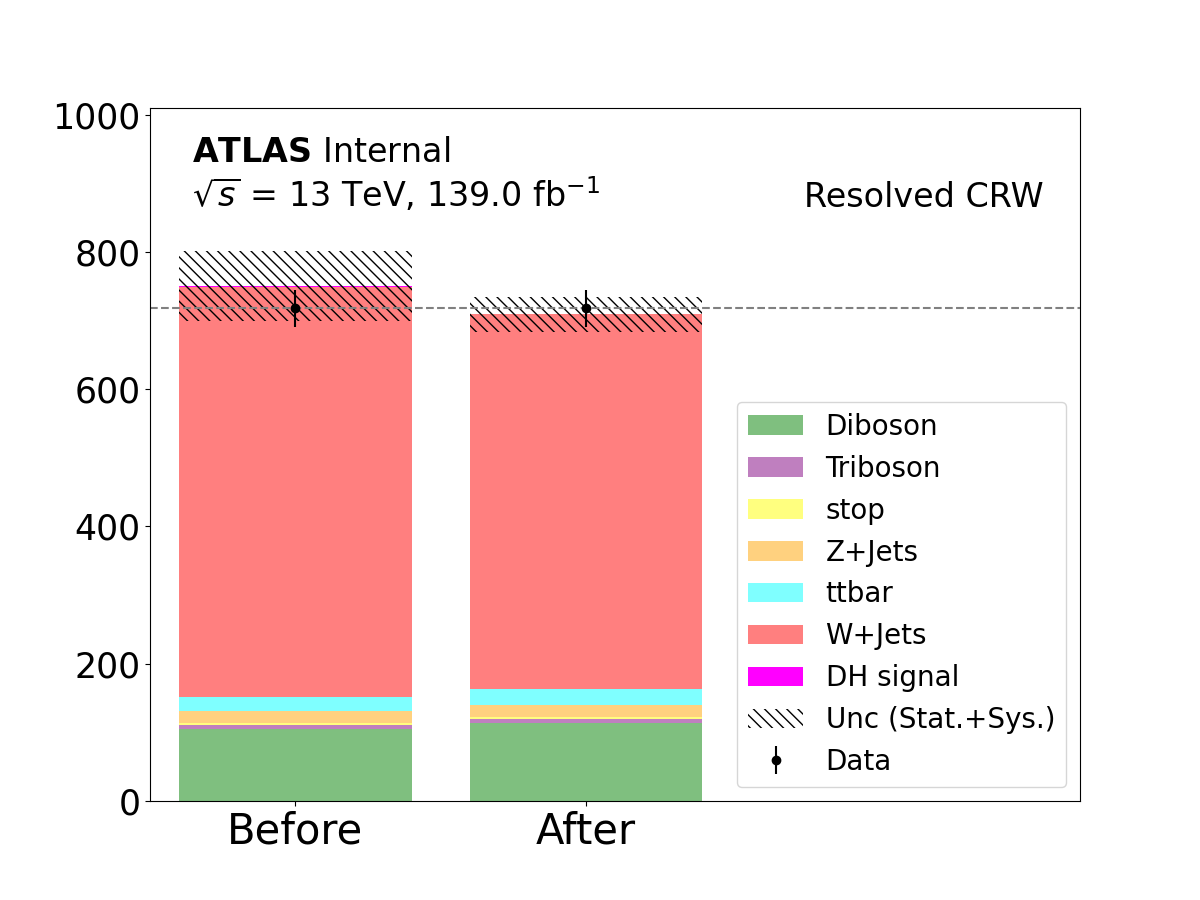 ATLAS Internal
√s = 13 TeV, 139.0 fb⁻¹
Resolved CRW
1000
800
600
400
200
0
Before
After
Diboson
Triboson
stop
Z+Jets
ttbar
W+Jets
DH signal
Unc (Stat.+Sys.)
Data